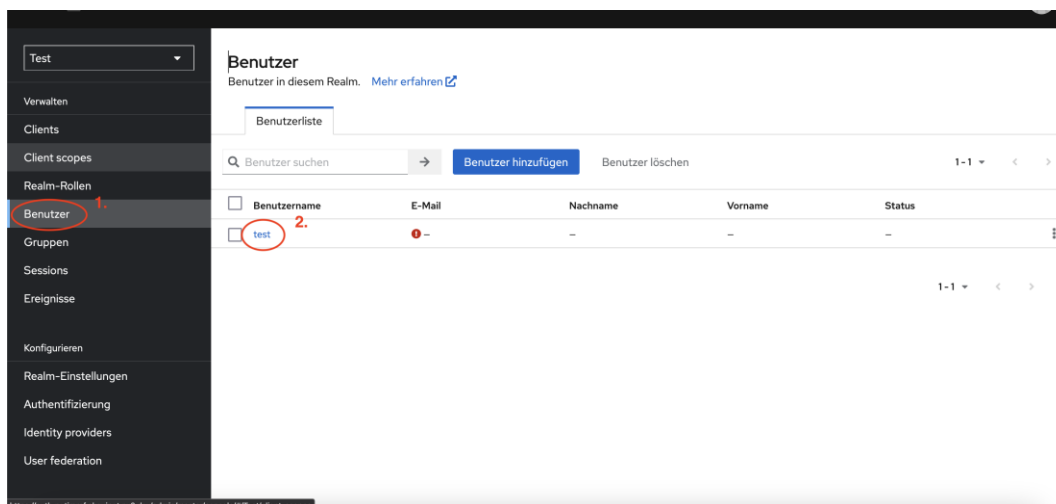 Test
Verwalten
Clients
Client scopes
Realm-Rollen
1.
Benutzer
Gruppen
Sessions
Ereignisse
Konfigurieren
Realm-Einstellungen
Authentifizierung
Identity providers
User federation
Benutzer
Benutzer in diesem Realm. Mehr erfahren
Benutzerliste
Benutzer suchen Benutzer hinzufügen Benutzer löschen 1-1
Benutzername E-Mail Nachname Vorname Status
2.
test – – – –
1-1